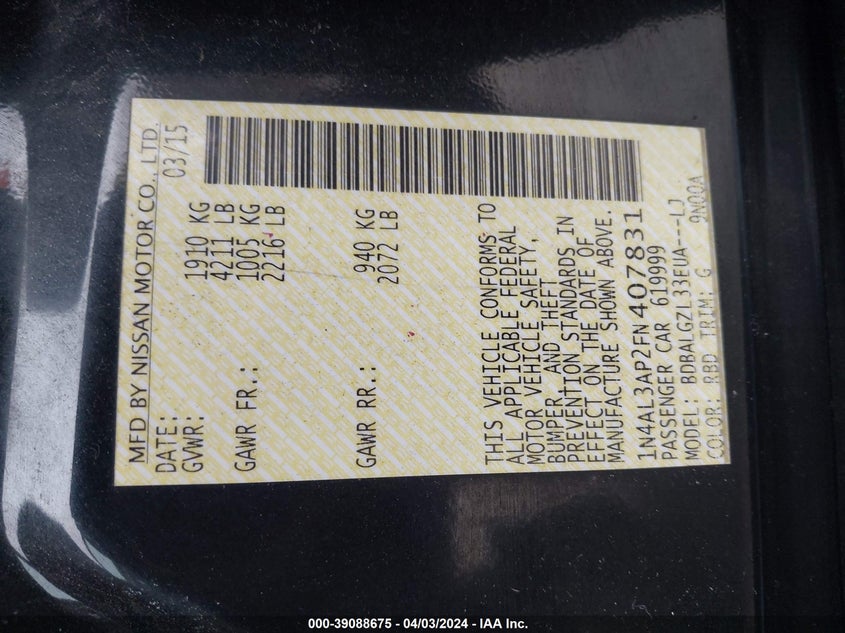 MFD BY NISSAN MOTOR CO., LTD.
DATE: 03/15
GVWR: 1910 KG
4211 LB
GAWR FR.: 1005 KG
2216 LB
GAWR RR.: 940 KG
2072 LB
THIS VEHICLE CONFORMS TO
ALL APPLICABLE FEDERAL
MOTOR VEHICLE SAFETY,
BUMPER, AND THEFT
PREVENTION STANDARDS IN
EFFECT ON THE DATE OF
MANUFACTURE SHOWN ABOVE.
1N4AL3AP2FN407831
PASSENGER CAR 619999
MODEL: BDBALGZL33EUA---LJ
COLOR: RBD TRIM: G 9N00A
000-39088675 - 04/03/2024 - IAA Inc.